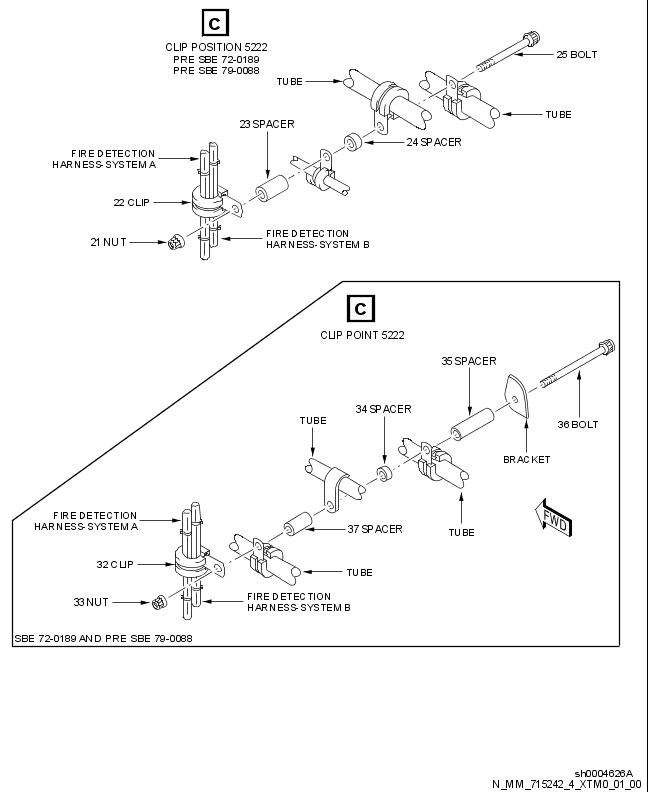 C
CLIP POSITION 5222
PRE SBE 72-0189
PRE SBE 79-0088
25 BOLT
TUBE
TUBE
23 SPACER
24 SPACER
FIRE DETECTION
HARNESS-SYSTEM A
22 CLIP
FIRE DETECTION
HARNESS-SYSTEM B
21 NUT
C
CLIP POINT 5222
35 SPACER
34 SPACER
TUBE
36 BOLT
BRACKET
FIRE DETECTION
HARNESS-SYSTEM A
37 SPACER
TUBE
FWD
32 CLIP
TUBE
33 NUT
FIRE DETECTION
HARNESS-SYSTEM B
SBE 72-0189 AND PRE SBE 79-0088
sh0004626A
N_MM_715242_4_XTM0_01_00